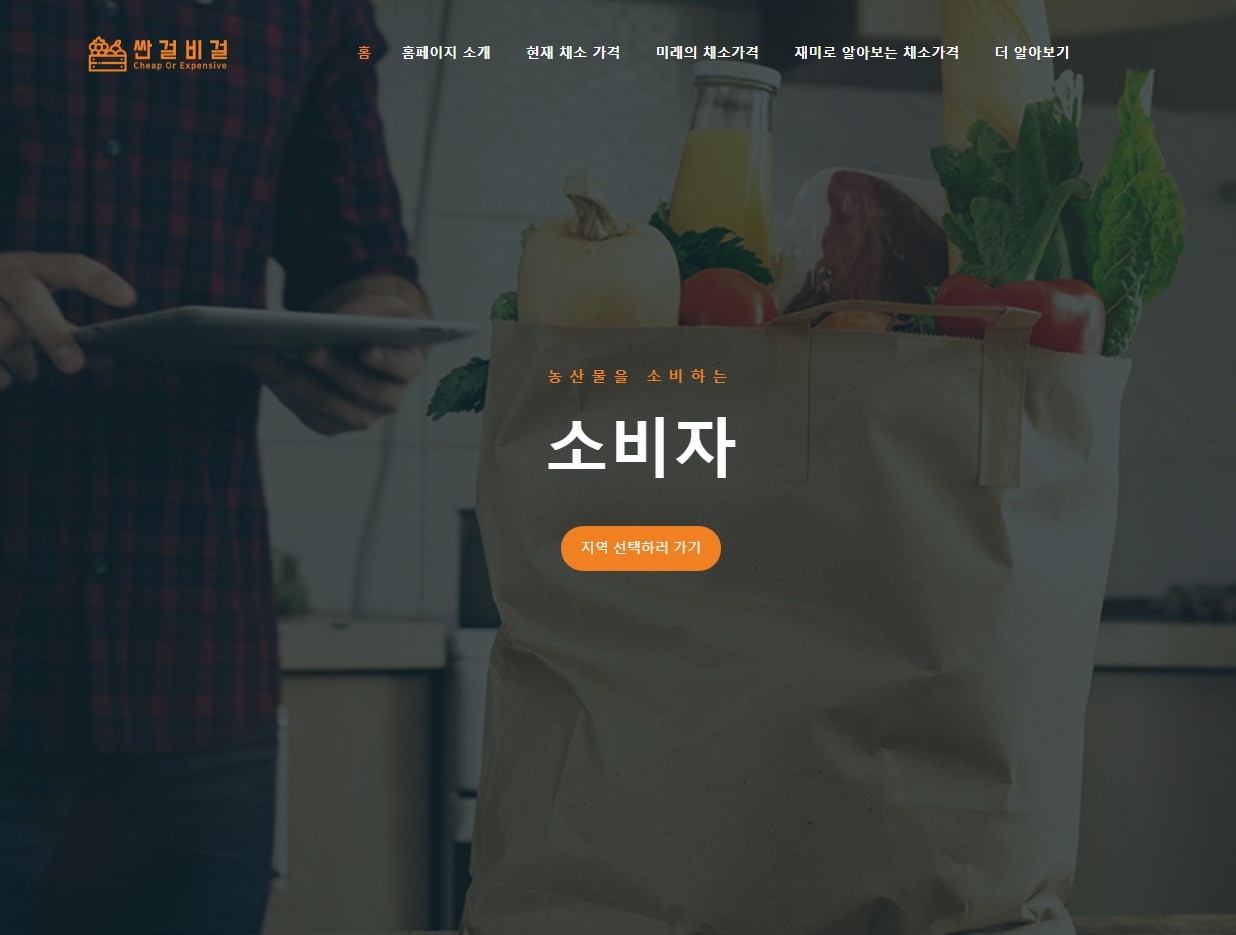 싼걸비걸
Cheap Or Expensive
홈 홈페이지 소개 현재 채소 가격 미래의 채소가격 재미로 알아보는 채소가격 더 알아보기
농산물을 소비하는
소비자
지역 선택하러 가기